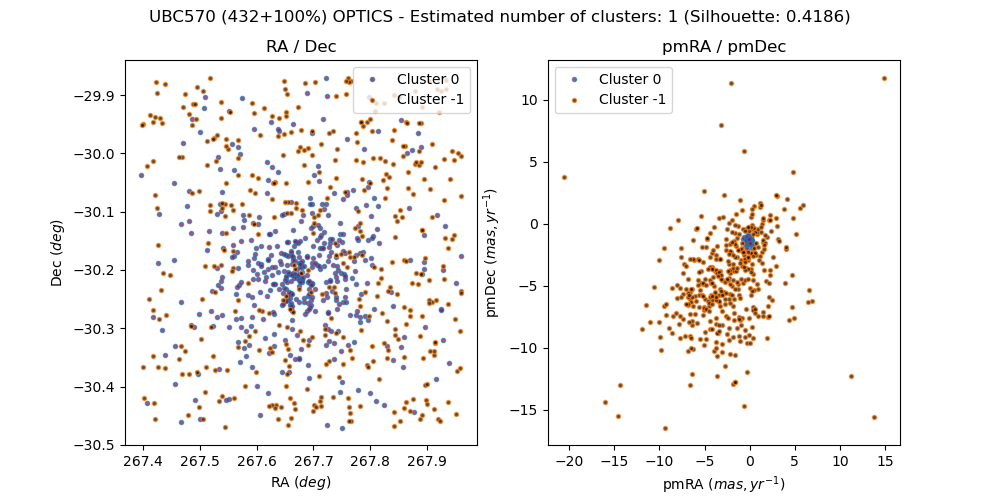 UBC570 (432+100%) OPTICS - Estimated number of clusters: 1 (Silhouette: 0.4186)
RA / Dec
pmRA / pmDec
Cluster 0
Cluster -1
Cluster 0
Cluster -1
−29.9
−30.0
−30.1
−30.2
−30.3
−30.4
−30.5
Dec (deg)
267.4 267.5 267.6 267.7 267.8 267.9
RA (deg)
10
5
0
−5
−10
−15
pmDec (mas, yr⁻¹)
−20 −15 −10 −5 0 5 10 15
pmRA (mas, yr⁻¹)